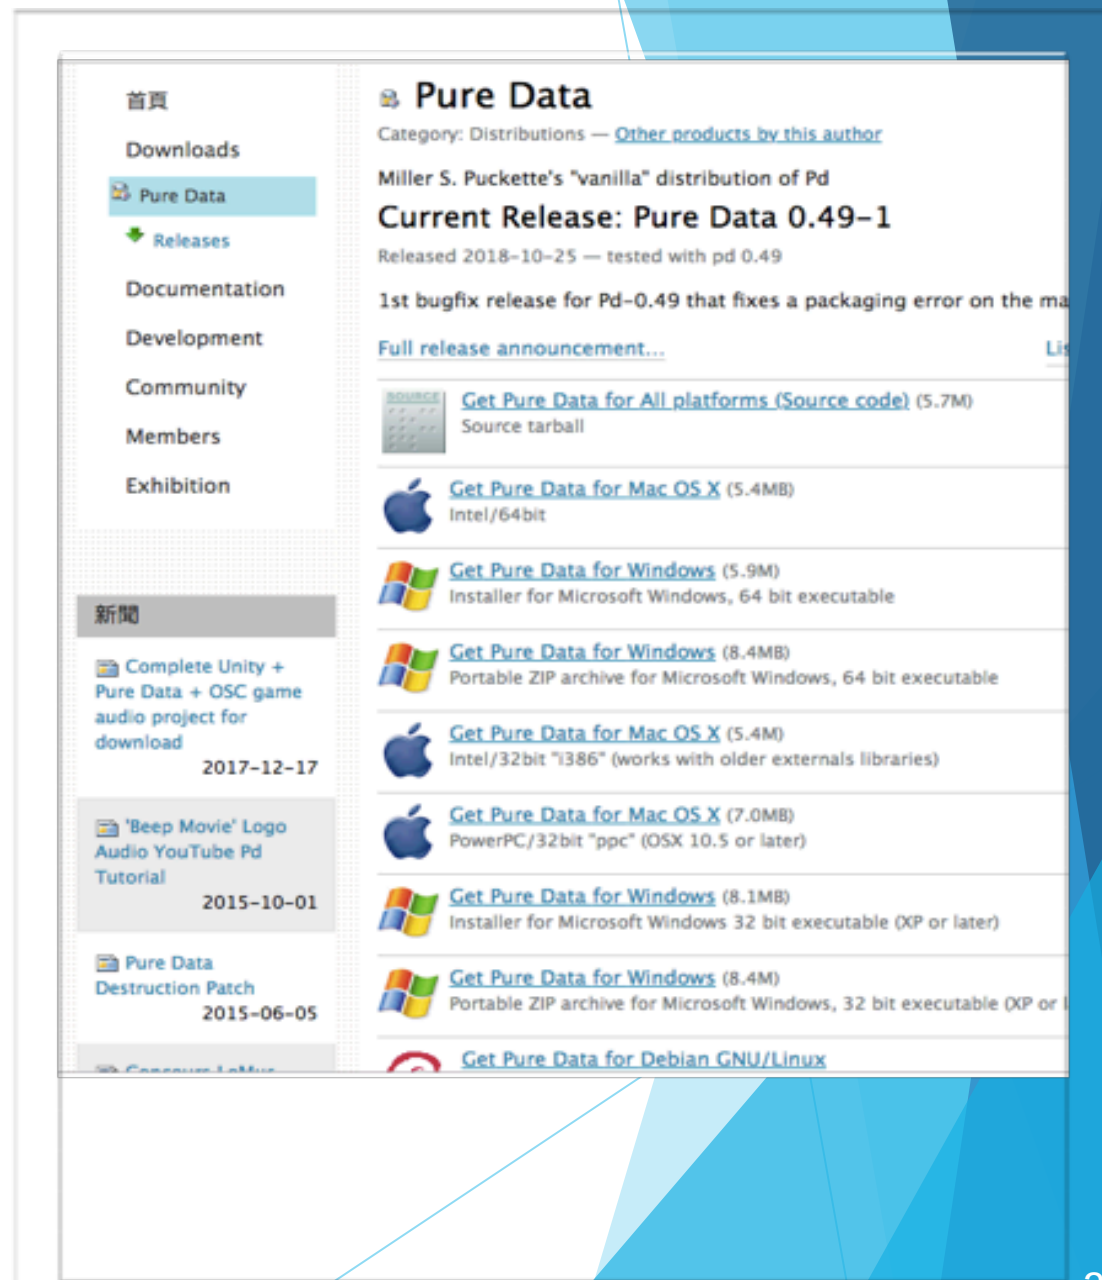 首頁
Downloads
Pure Data
Releases
Documentation
Development
Community
Members
Exhibition
新聞
Complete Unity +
Pure Data + OSC game
audio project for
download
2017-12-17
'Beep Movie' Logo
Audio YouTube Pd
Tutorial
2015-10-01
Pure Data
Destruction Patch
2015-06-05
Pure Data
Category: Distributions — Other products by this author
Miller S. Puckette's "vanilla" distribution of Pd
Current Release: Pure Data 0.49-1
Released 2018-10-25 — tested with pd 0.49
1st bugfix release for Pd-0.49 that fixes a packaging error on the
Full release announcement...
SOURCE
Get Pure Data for All platforms (Source code) (5.7M)
Source tarball
Get Pure Data for Mac OS X (5.4MB)
Intel/64bit
Get Pure Data for Windows (5.9M)
Installer for Microsoft Windows, 64 bit executable
Get Pure Data for Windows (8.4MB)
Portable ZIP archive for Microsoft Windows, 64 bit executable
Get Pure Data for Mac OS X (5.4M)
Intel/32bit "i386" (works with older externals libraries)
Get Pure Data for Mac OS X (7.0MB)
PowerPC/32bit "ppc" (OSX 10.5 or later)
Get Pure Data for Windows (8.1MB)
Installer for Microsoft Windows 32 bit executable (XP or later)
Get Pure Data for Windows (8.4M)
Portable ZIP archive for Microsoft Windows, 32 bit executable (XP or
Get Pure Data for Debian GNU/Linux